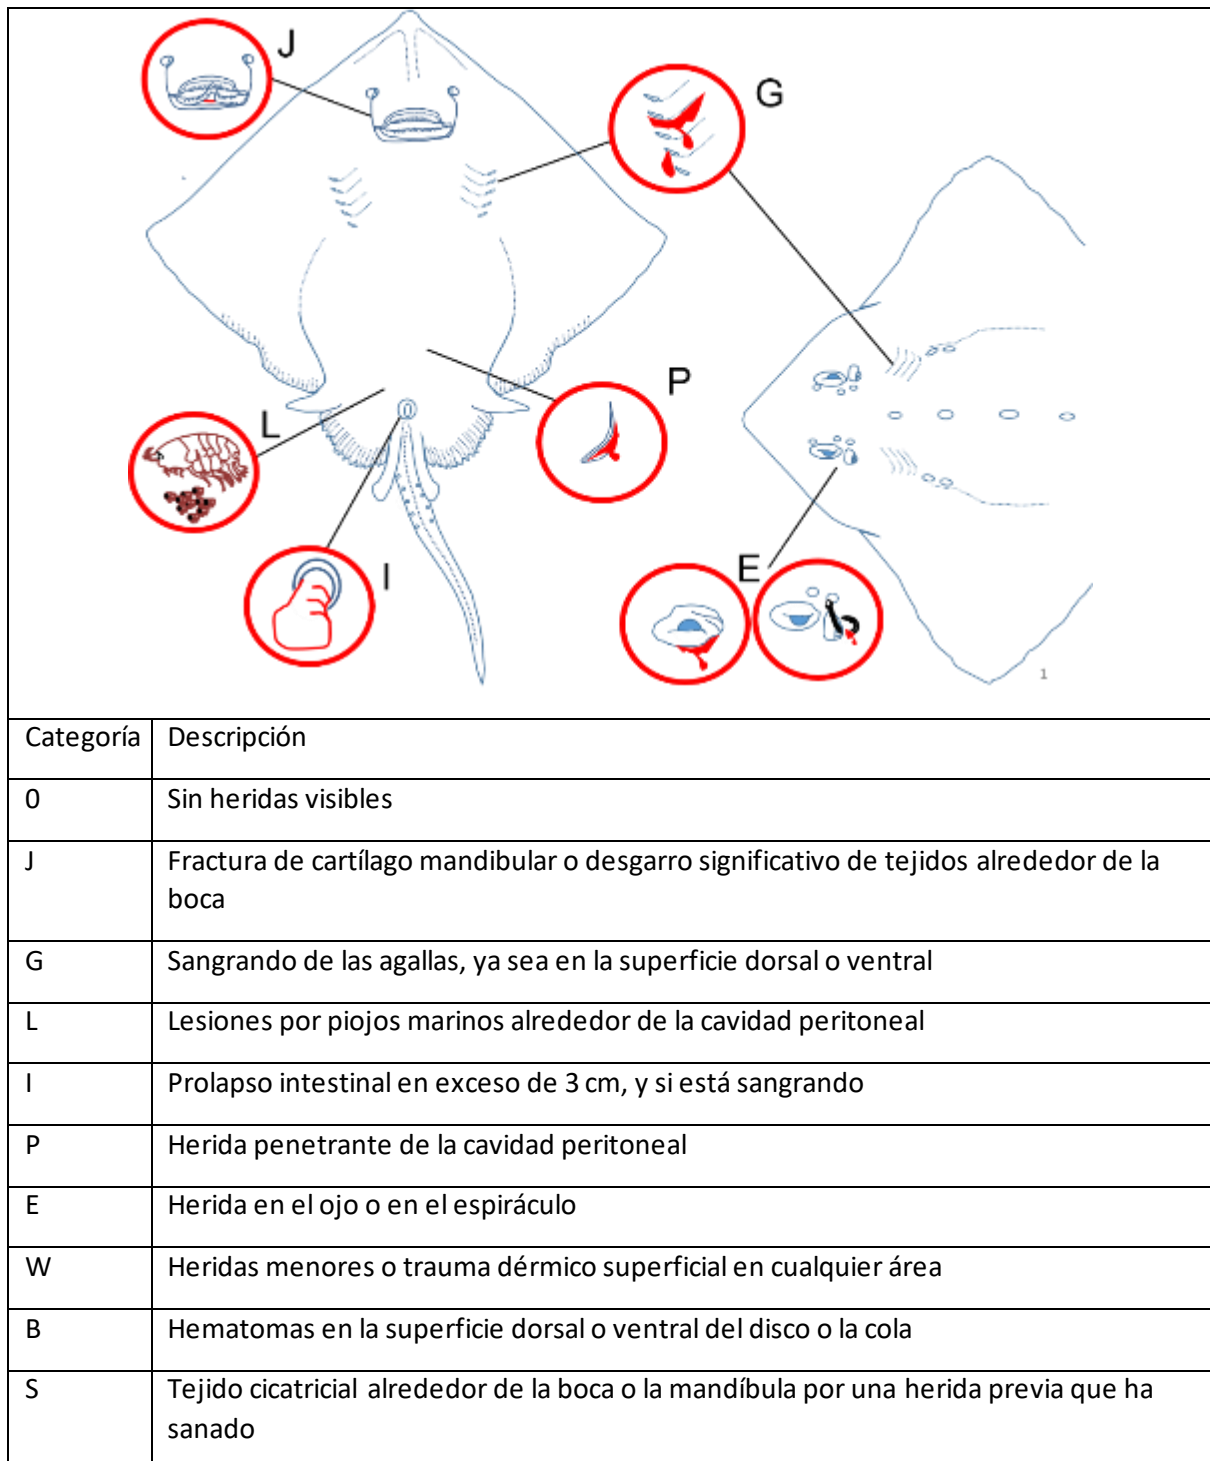 J
G
P
L
I
E
1
Categoría Descripción
0 Sin heridas visibles
J Fractura de cartílago mandibular o desgarro significativo de tejidos alrededor de la
boca
G Sangrando de las agallas, ya sea en la superficie dorsal o ventral
L Lesiones por piojos marinos alrededor de la cavidad peritoneal
I Prolapso intestinal en exceso de 3 cm, y si está sangrando
P Herida penetrante de la cavidad peritoneal
E Herida en el ojo o en el espiráculo
W Heridas menores o trauma dérmico superficial en cualquier área
B Hematomas en la superficie dorsal o ventral del disco o la cola
S Tejido cicatricial alrededor de la boca o la mandíbula por una herida previa que ha
sanado